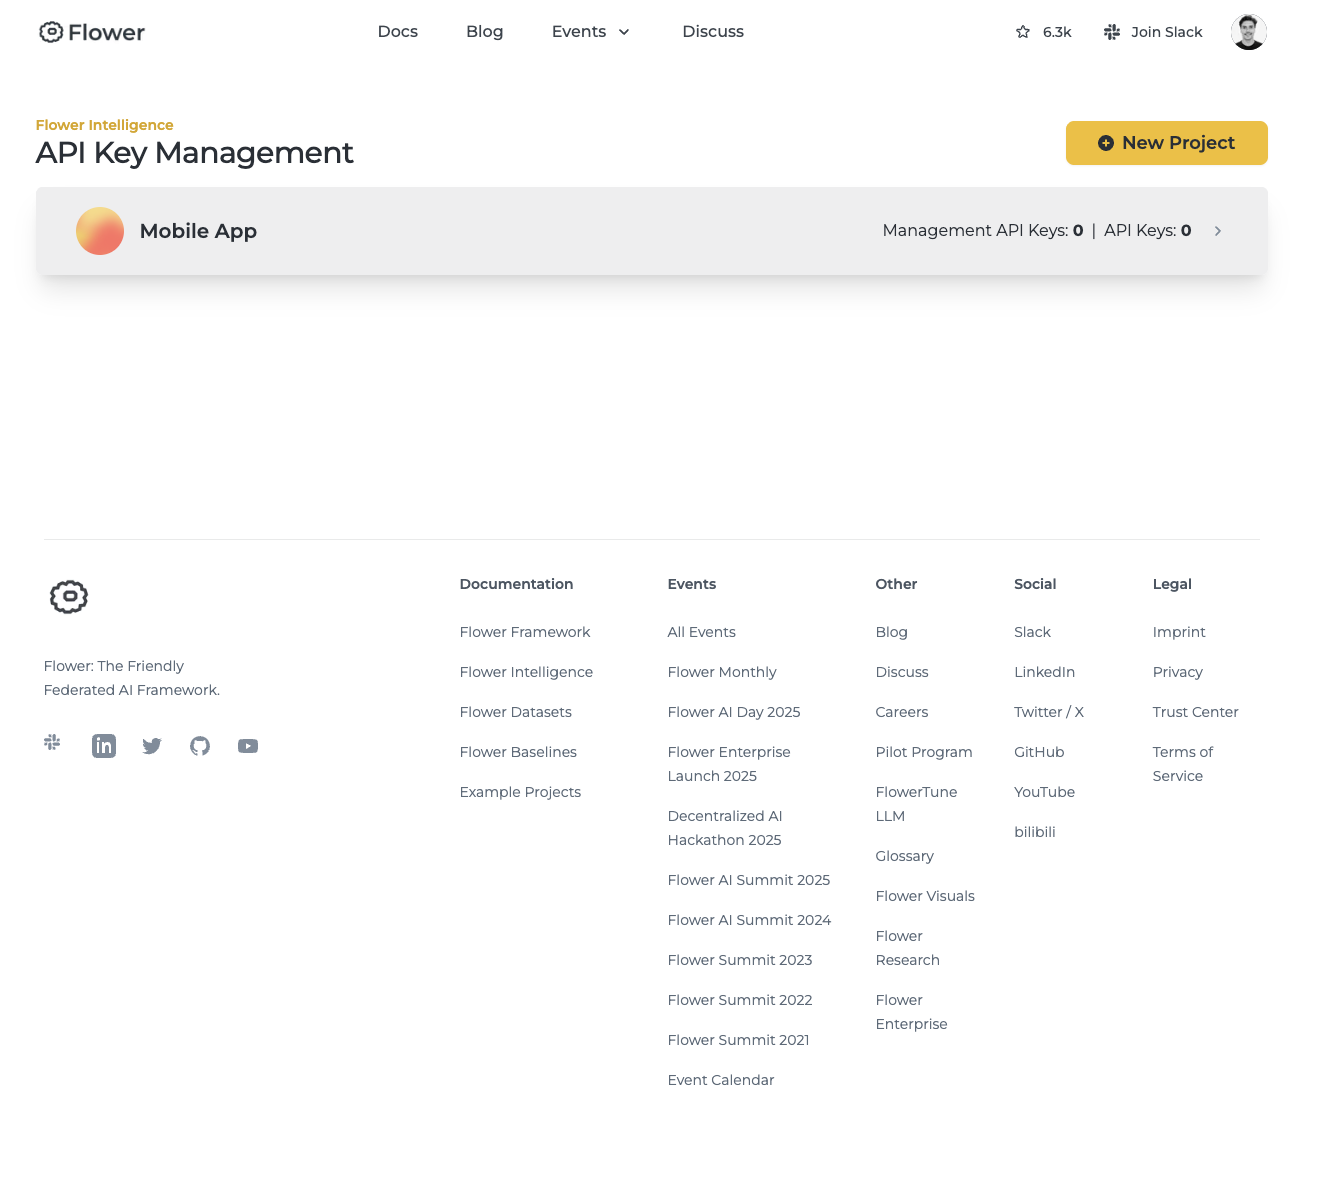 Flower
Docs
Blog
Events
Discuss
6.3k
Join Slack
Flower Intelligence
API Key Management
New Project
Mobile App
Management API Keys: 0 | API Keys: 0
Flower: The Friendly
Federated AI Framework.
Documentation
Flower Framework
Flower Intelligence
Flower Datasets
Flower Baselines
Example Projects
Events
All Events
Flower Monthly
Flower AI Day 2025
Flower Enterprise
Launch 2025
Decentralized AI
Hackathon 2025
Flower AI Summit 2025
Flower AI Summit 2024
Flower Summit 2023
Flower Summit 2022
Flower Summit 2021
Event Calendar
Other
Blog
Discuss
Careers
Pilot Program
FlowerTune
LLM
Glossary
Flower Visuals
Flower
Research
Flower
Enterprise
Social
Slack
LinkedIn
Twitter / X
GitHub
YouTube
bilibili
Legal
Imprint
Privacy
Trust Center
Terms of
Service